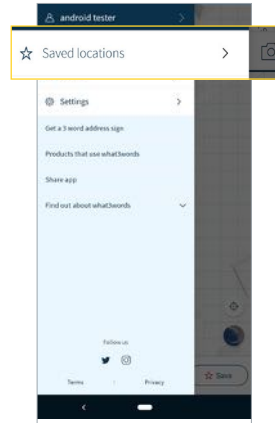 android tester
Saved locations
Settings
Get a 3 word address sign
Products that use what3words
Share app
Find out about what3words
Follow us
Terms
Privacy
Save